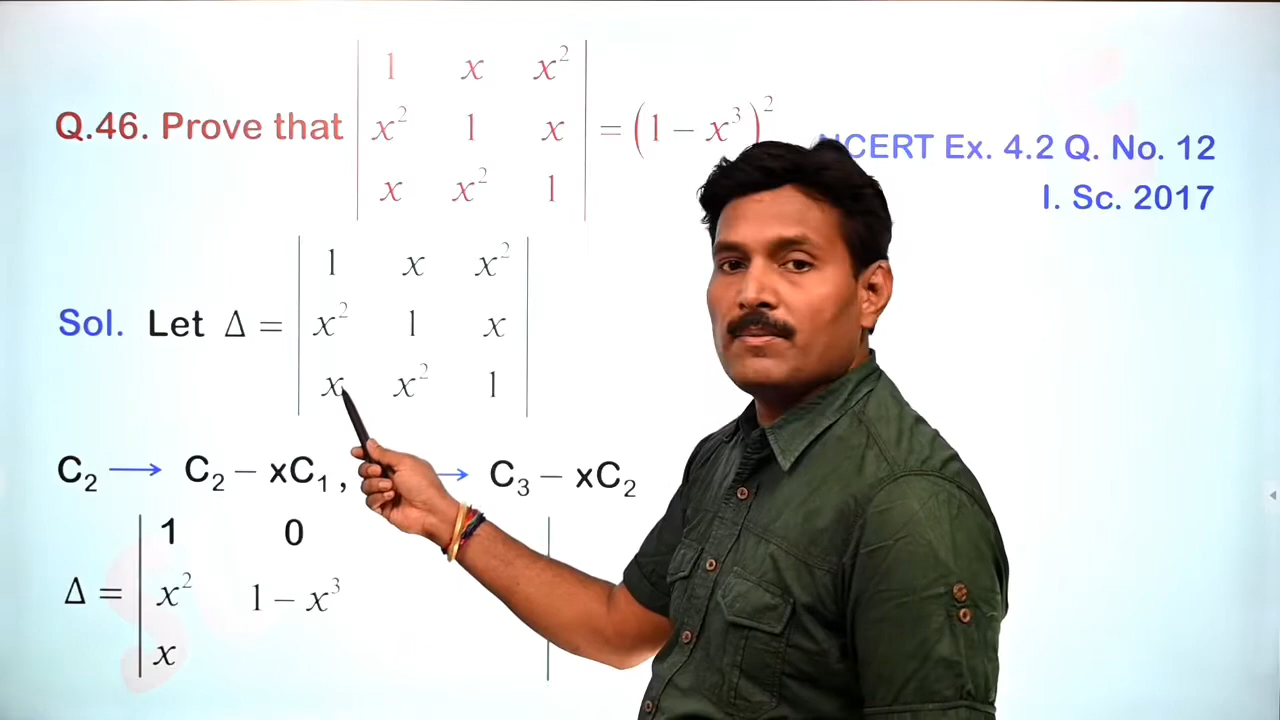 1 x x²
Q.46. Prove that x² 1 x = (1 − x³)²
x x² 1
NCERT Ex. 4.2 Q. No. 12
I. Sc. 2017
1 x x²
Sol. Let Δ = x² 1 x
x x² 1
C₂ → C₂ − xC₁, → C₃ − xC₂
1 0
Δ = x² 1 − x³
x